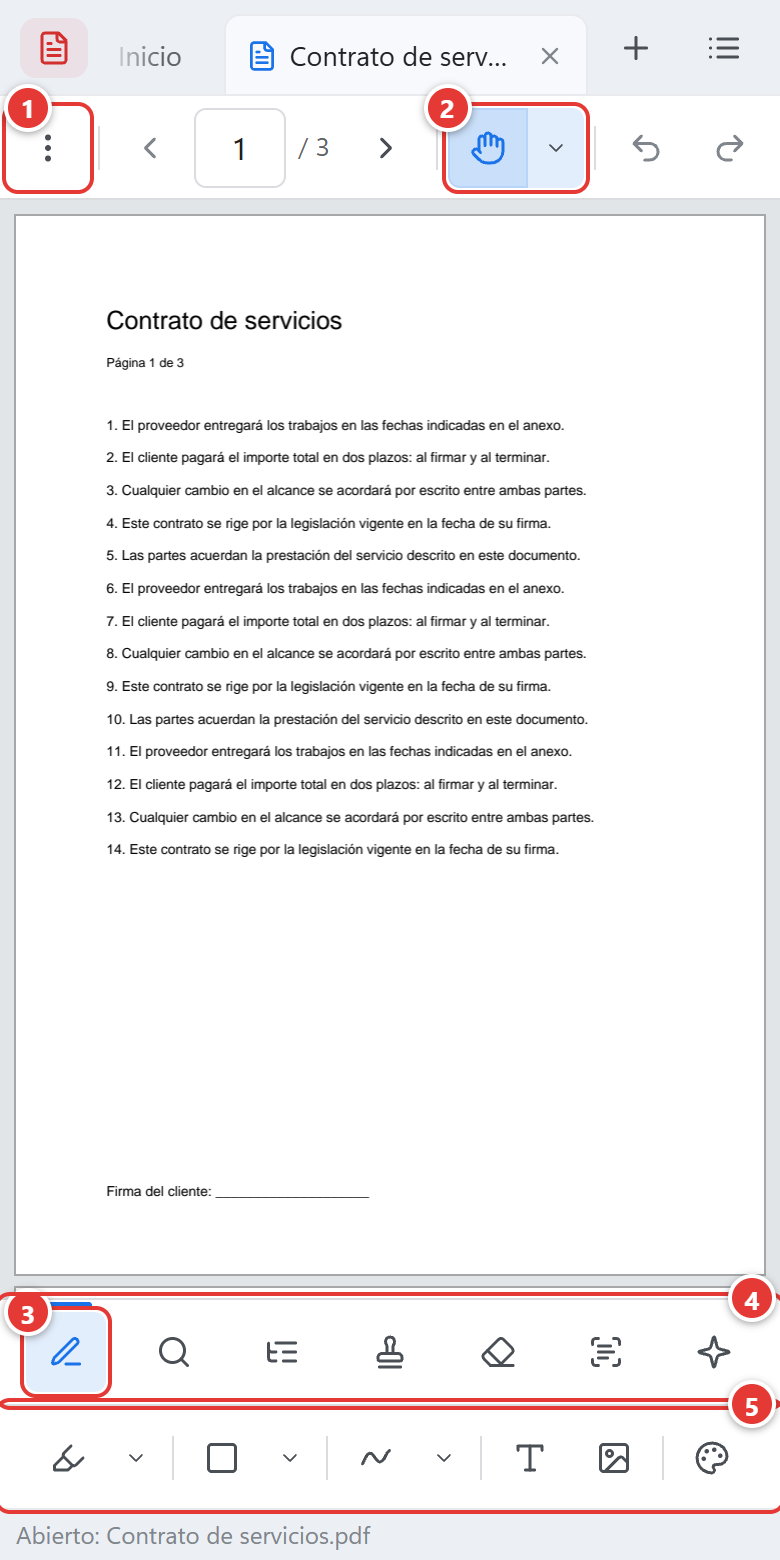 Inicio
Contrato de serv...
1
2
1
/ 3
Contrato de servicios
Página 1 de 3
1. El proveedor entregará los trabajos en las fechas indicadas en el anexo.
2. El cliente pagará el importe total en dos plazos: al firmar y al terminar.
3. Cualquier cambio en el alcance se acordará por escrito entre ambas partes.
4. Este contrato se rige por la legislación vigente en la fecha de su firma.
5. Las partes acuerdan la prestación del servicio descrito en este documento.
6. El proveedor entregará los trabajos en las fechas indicadas en el anexo.
7. El cliente pagará el importe total en dos plazos: al firmar y al terminar.
8. Cualquier cambio en el alcance se acordará por escrito entre ambas partes.
9. Este contrato se rige por la legislación vigente en la fecha de su firma.
10. Las partes acuerdan la prestación del servicio descrito en este documento.
11. El proveedor entregará los trabajos en las fechas indicadas en el anexo.
12. El cliente pagará el importe total en dos plazos: al firmar y al terminar.
13. Cualquier cambio en el alcance se acordará por escrito entre ambas partes.
14. Este contrato se rige por la legislación vigente en la fecha de su firma.
Firma del cliente: ____________________
3
4
5
Abierto: Contrato de servicios.pdf